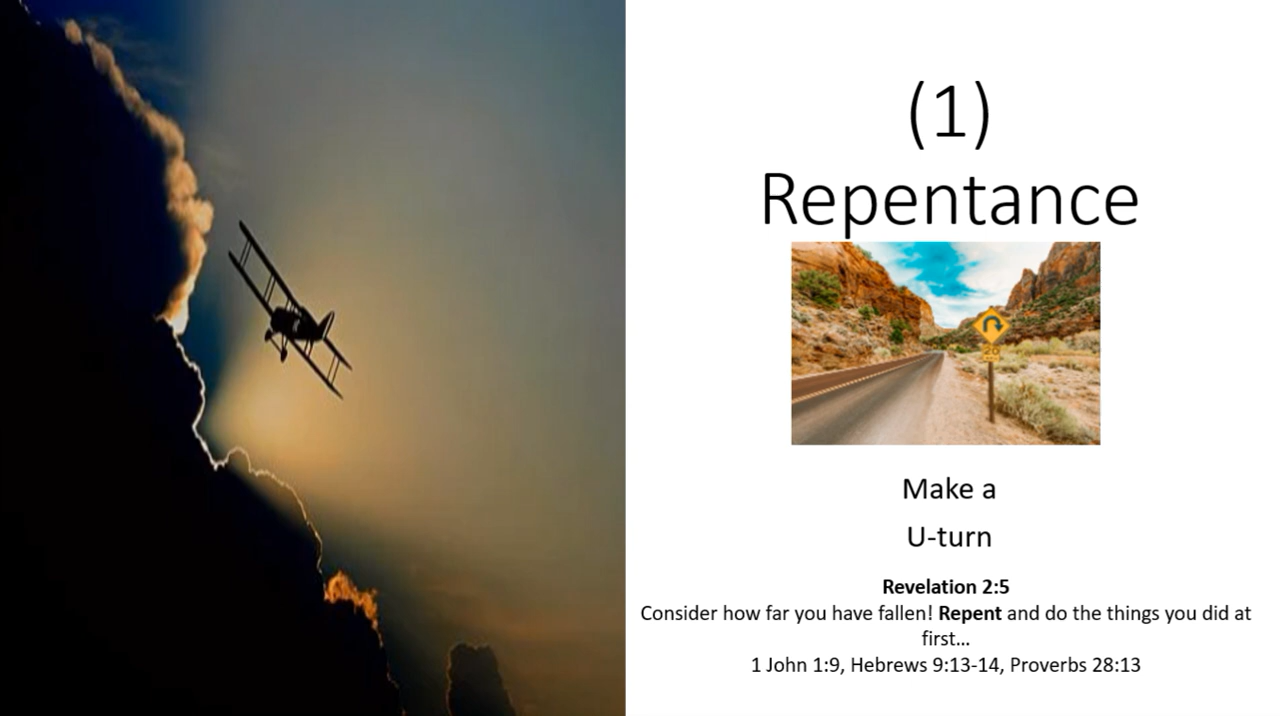 (1)
Repentance
20
Make a
U-turn
Revelation 2:5
Consider how far you have fallen! Repent and do the things you did at
first...
1 John 1:9, Hebrews 9:13-14, Proverbs 28:13